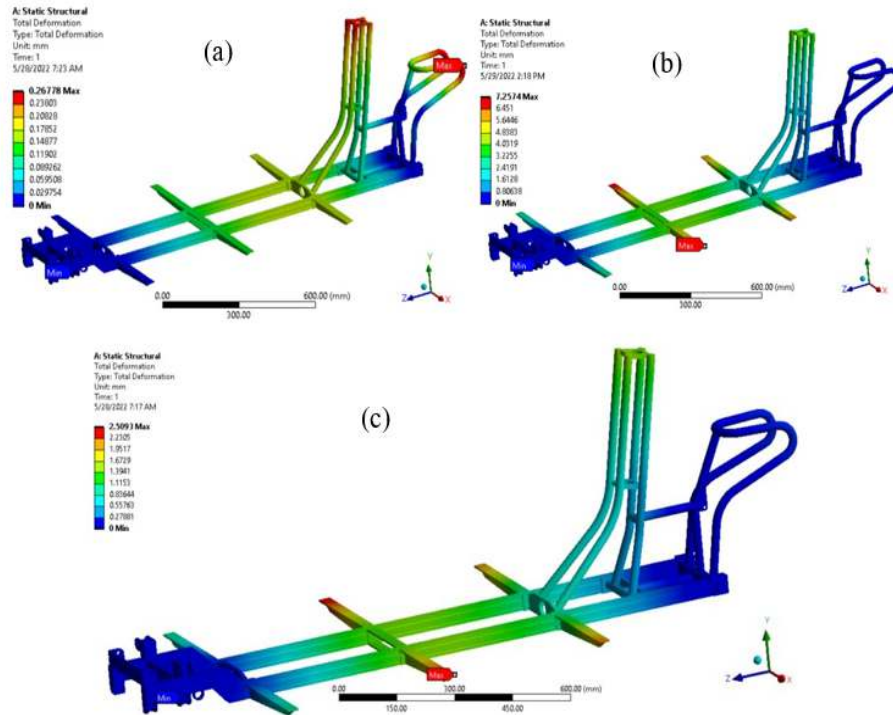 A: Static Structural
Total Deformation
Type: Total Deformation
Unit: mm
Time: 1
5/28/2022 7:23 AM
(a)
0.26778 Max
0.23803
0.20828
0.17852
0.14877
0.11902
0.089262
0.059508
0.029754
0 Min
Max
Min
0.00
600.00 (mm)
300.00
Y
Z
X
A: Static Structural
Total Deformation
Type: Total Deformation
Unit: mm
Time: 1
5/29/2022 2:18 PM
(b)
7.2574 Max
6.451
5.6446
4.8383
4.0319
3.2255
2.4191
1.6128
0.80638
0 Min
Max
Min
0.00
600.00 (mm)
300.00
Y
Z
X
A: Static Structural
Total Deformation
Type: Total Deformation
Unit: mm
Time: 1
5/28/2022 7:17 AM
(c)
2.5093 Max
2.2305
1.9517
1.6729
1.3941
1.1153
0.83644
0.55763
0.27881
0 Min
Max
Min
0.00
300.00
600.00 (mm)
150.00
450.00
Y
Z
X